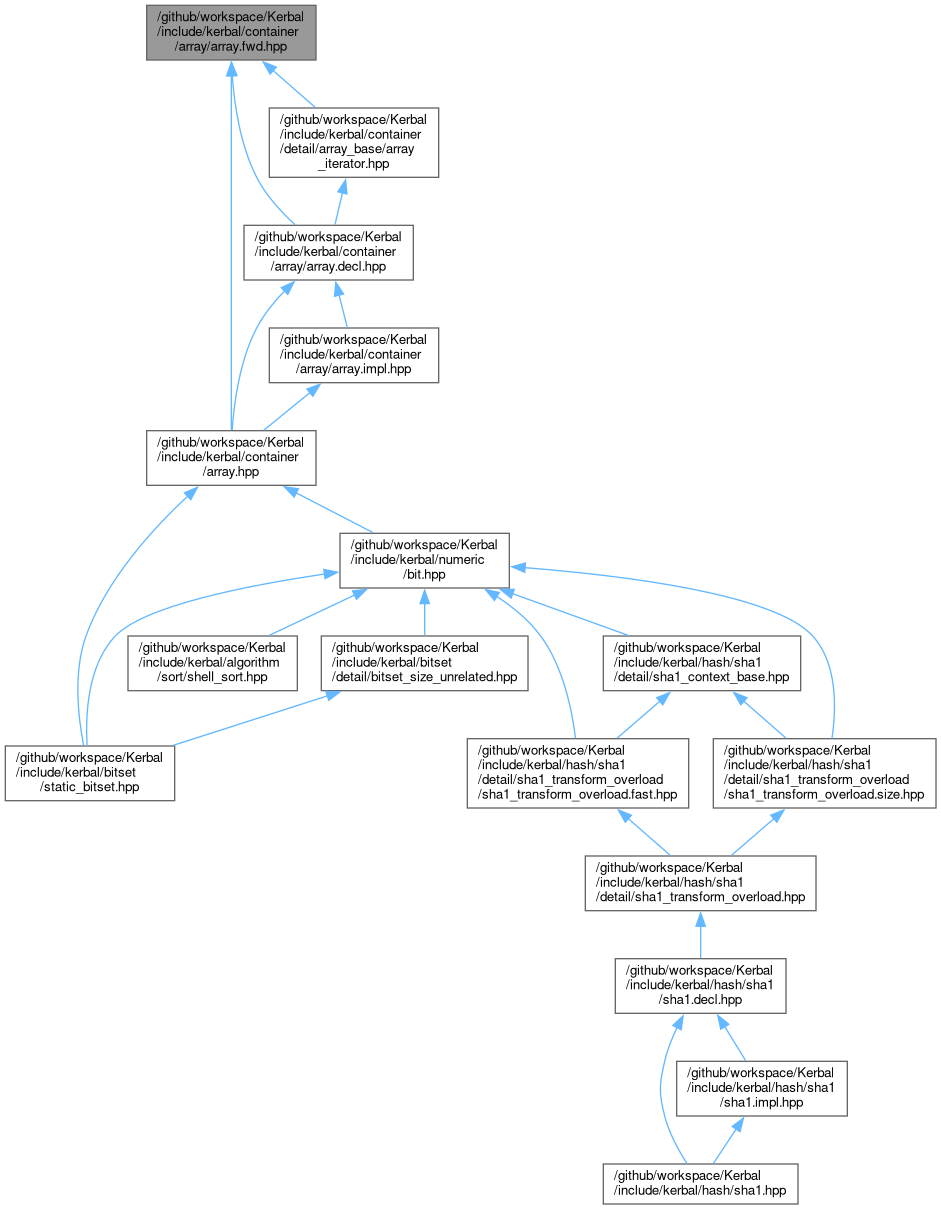 /github/workspace/Kerbal
/include/kerbal/container
/array/array.fwd.hpp
/github/workspace/Kerbal
/include/kerbal/container
/detail/array_base/array
_iterator.hpp
/github/workspace/Kerbal
/include/kerbal/container
/array/array.decl.hpp
/github/workspace/Kerbal
/include/kerbal/container
/array/array.impl.hpp
/github/workspace/Kerbal
/include/kerbal/container
/array.hpp
/github/workspace/Kerbal
/include/kerbal/numeric
/bit.hpp
/github/workspace/Kerbal
/include/kerbal/algorithm
/sort/shell_sort.hpp
/github/workspace/Kerbal
/include/kerbal/bitset
/detail/bitset_size_unrelated.hpp
/github/workspace/Kerbal
/include/kerbal/hash/sha1
/detail/sha1_context_base.hpp
/github/workspace/Kerbal
/include/kerbal/bitset
/static_bitset.hpp
/github/workspace/Kerbal
/include/kerbal/hash/sha1
/detail/sha1_transform_overload
/sha1_transform_overload.fast.hpp
/github/workspace/Kerbal
/include/kerbal/hash/sha1
/detail/sha1_transform_overload
/sha1_transform_overload.size.hpp
/github/workspace/Kerbal
/include/kerbal/hash/sha1
/detail/sha1_transform_overload.hpp
/github/workspace/Kerbal
/include/kerbal/hash/sha1
/sha1.decl.hpp
/github/workspace/Kerbal
/include/kerbal/hash/sha1
/sha1.impl.hpp
/github/workspace/Kerbal
/include/kerbal/hash/sha1.hpp